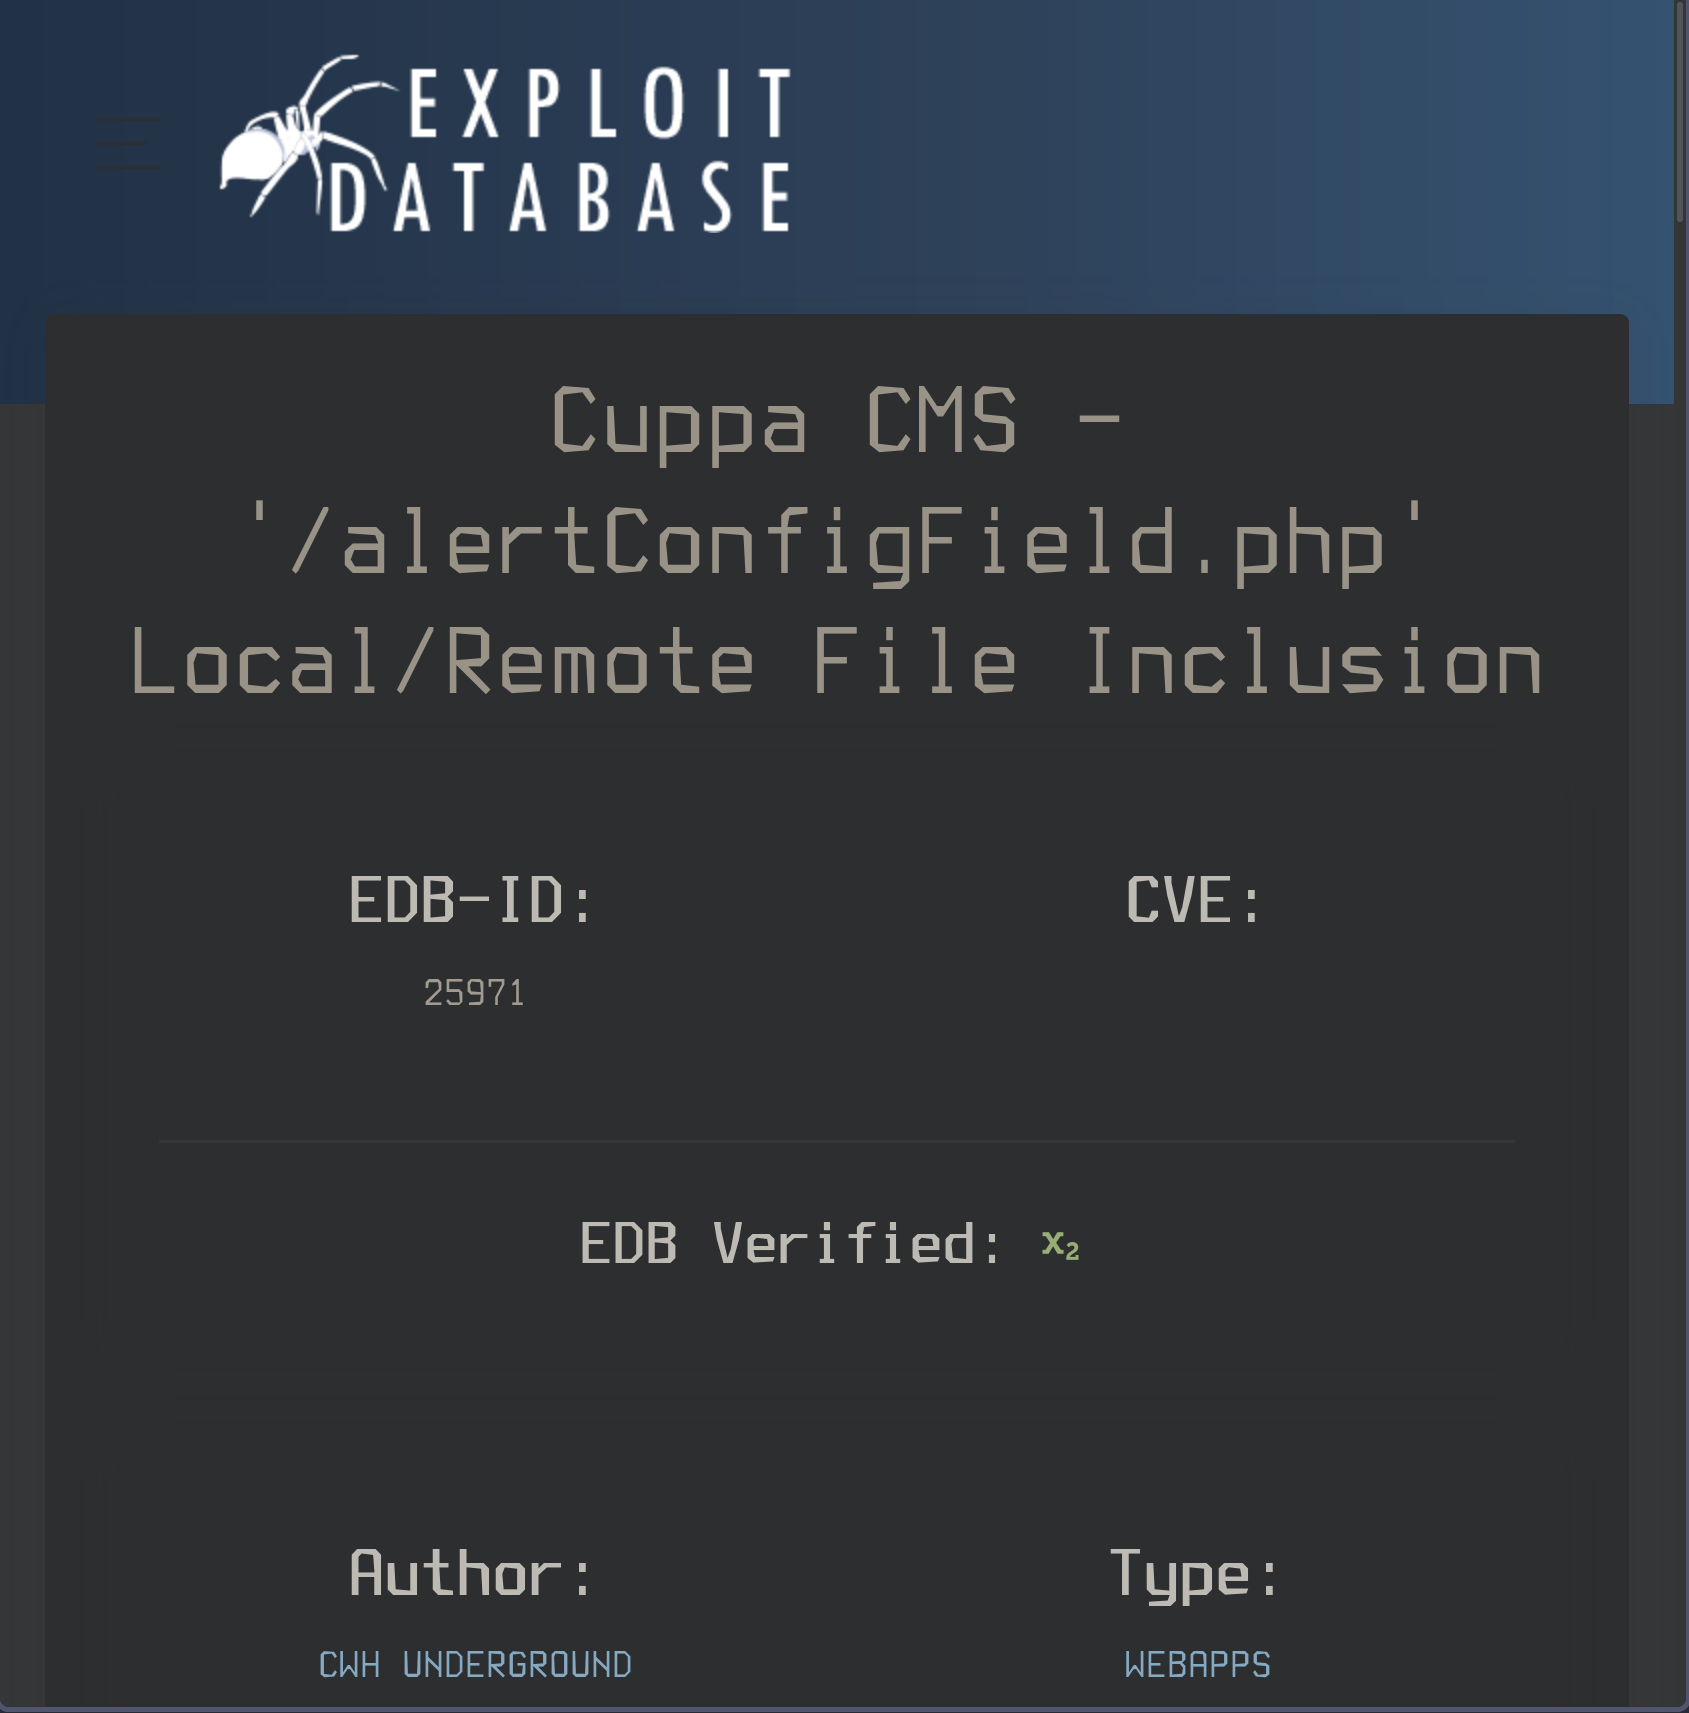 EXPLOIT
DATABASE
Cuppa CMS -
'/alertConfigField.php'
Local/Remote File Inclusion
EDB-ID:
25971
CVE:
EDB Verified: x₂
Author:
CWH UNDERGROUND
Type:
WEBAPPS